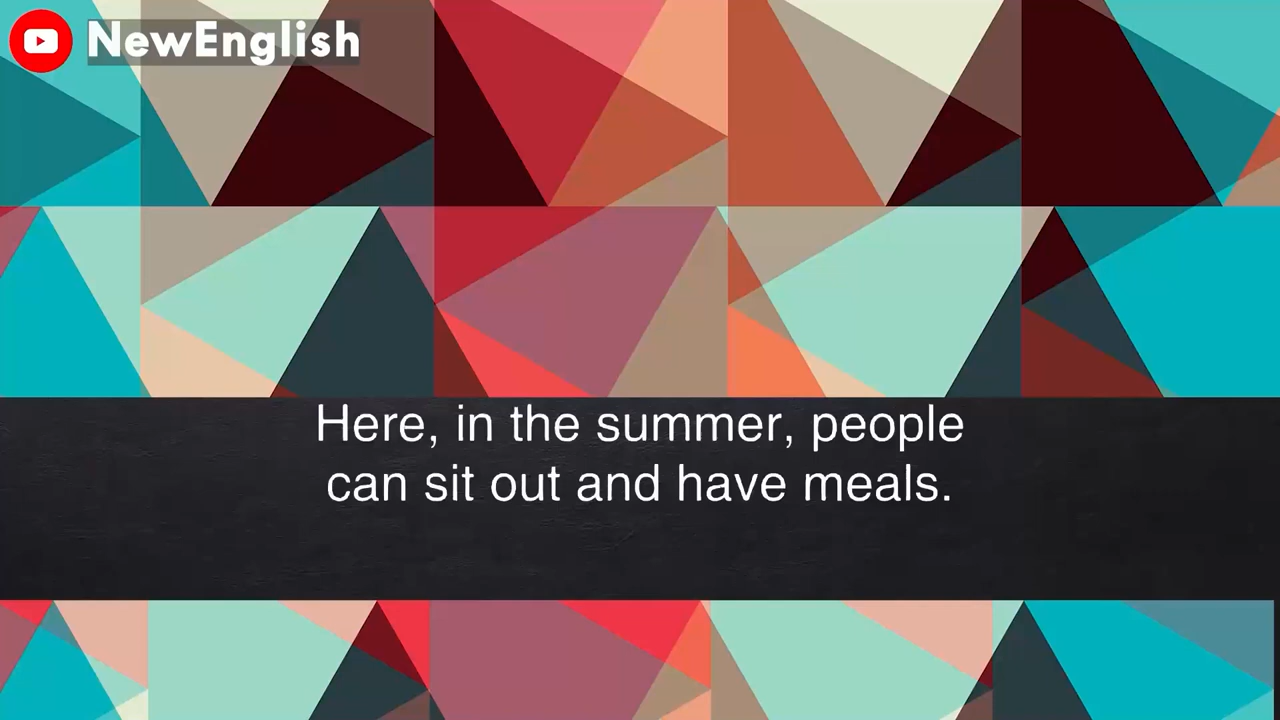 NewEnglish
Here, in the summer, people
can sit out and have meals.